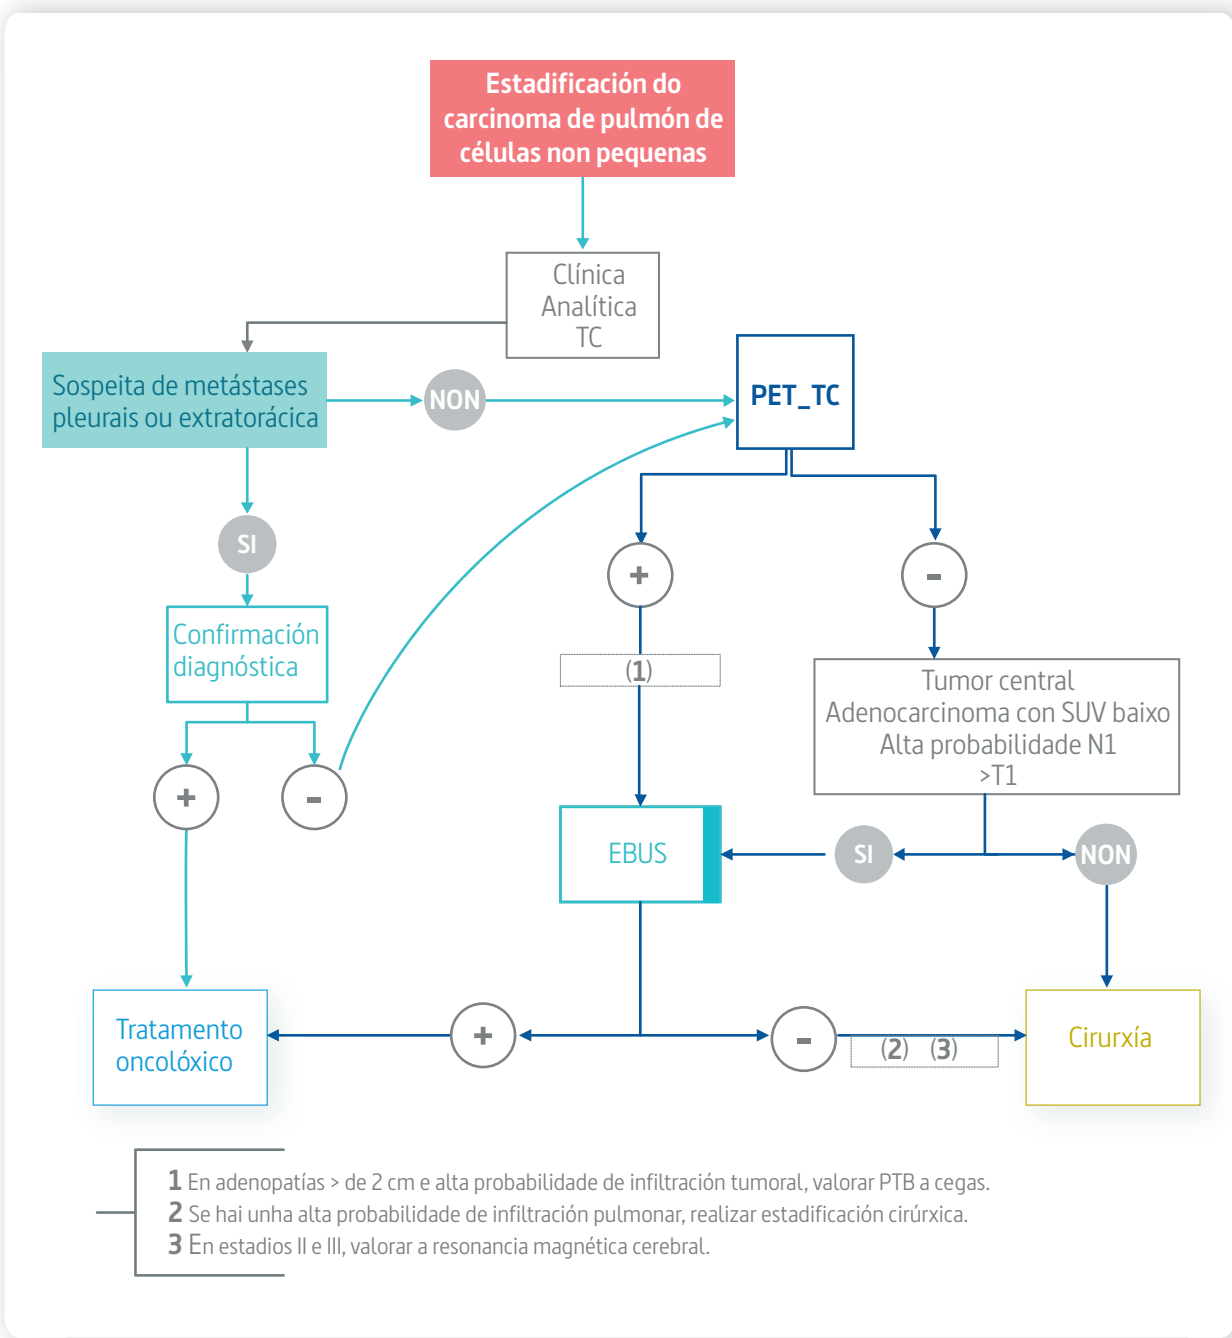 Estadificación do
carcinoma de pulmón de
células non pequenas
Clínica
Analítica
TC
Sospeita de metástases
pleurais ou extratorácica
NON
PET_TC
SI
+
-
Confirmación
diagnóstica
(1)
Tumor central
Adenocarcinoma con SUV baixo
Alta probabilidade N1
>T1
+
-
EBUS
SI
NON
Tratamento
oncolóxico
+
-
(2) (3)
Cirurxía
1 En adenopatías > de 2 cm e alta probabilidade de infiltración tumoral, valorar PTB a cegas.
2 Se hai unha alta probabilidade de infiltración pulmonar, realizar estadificación cirúrxica.
3 En estadios II e III, valorar a resonancia magnética cerebral.